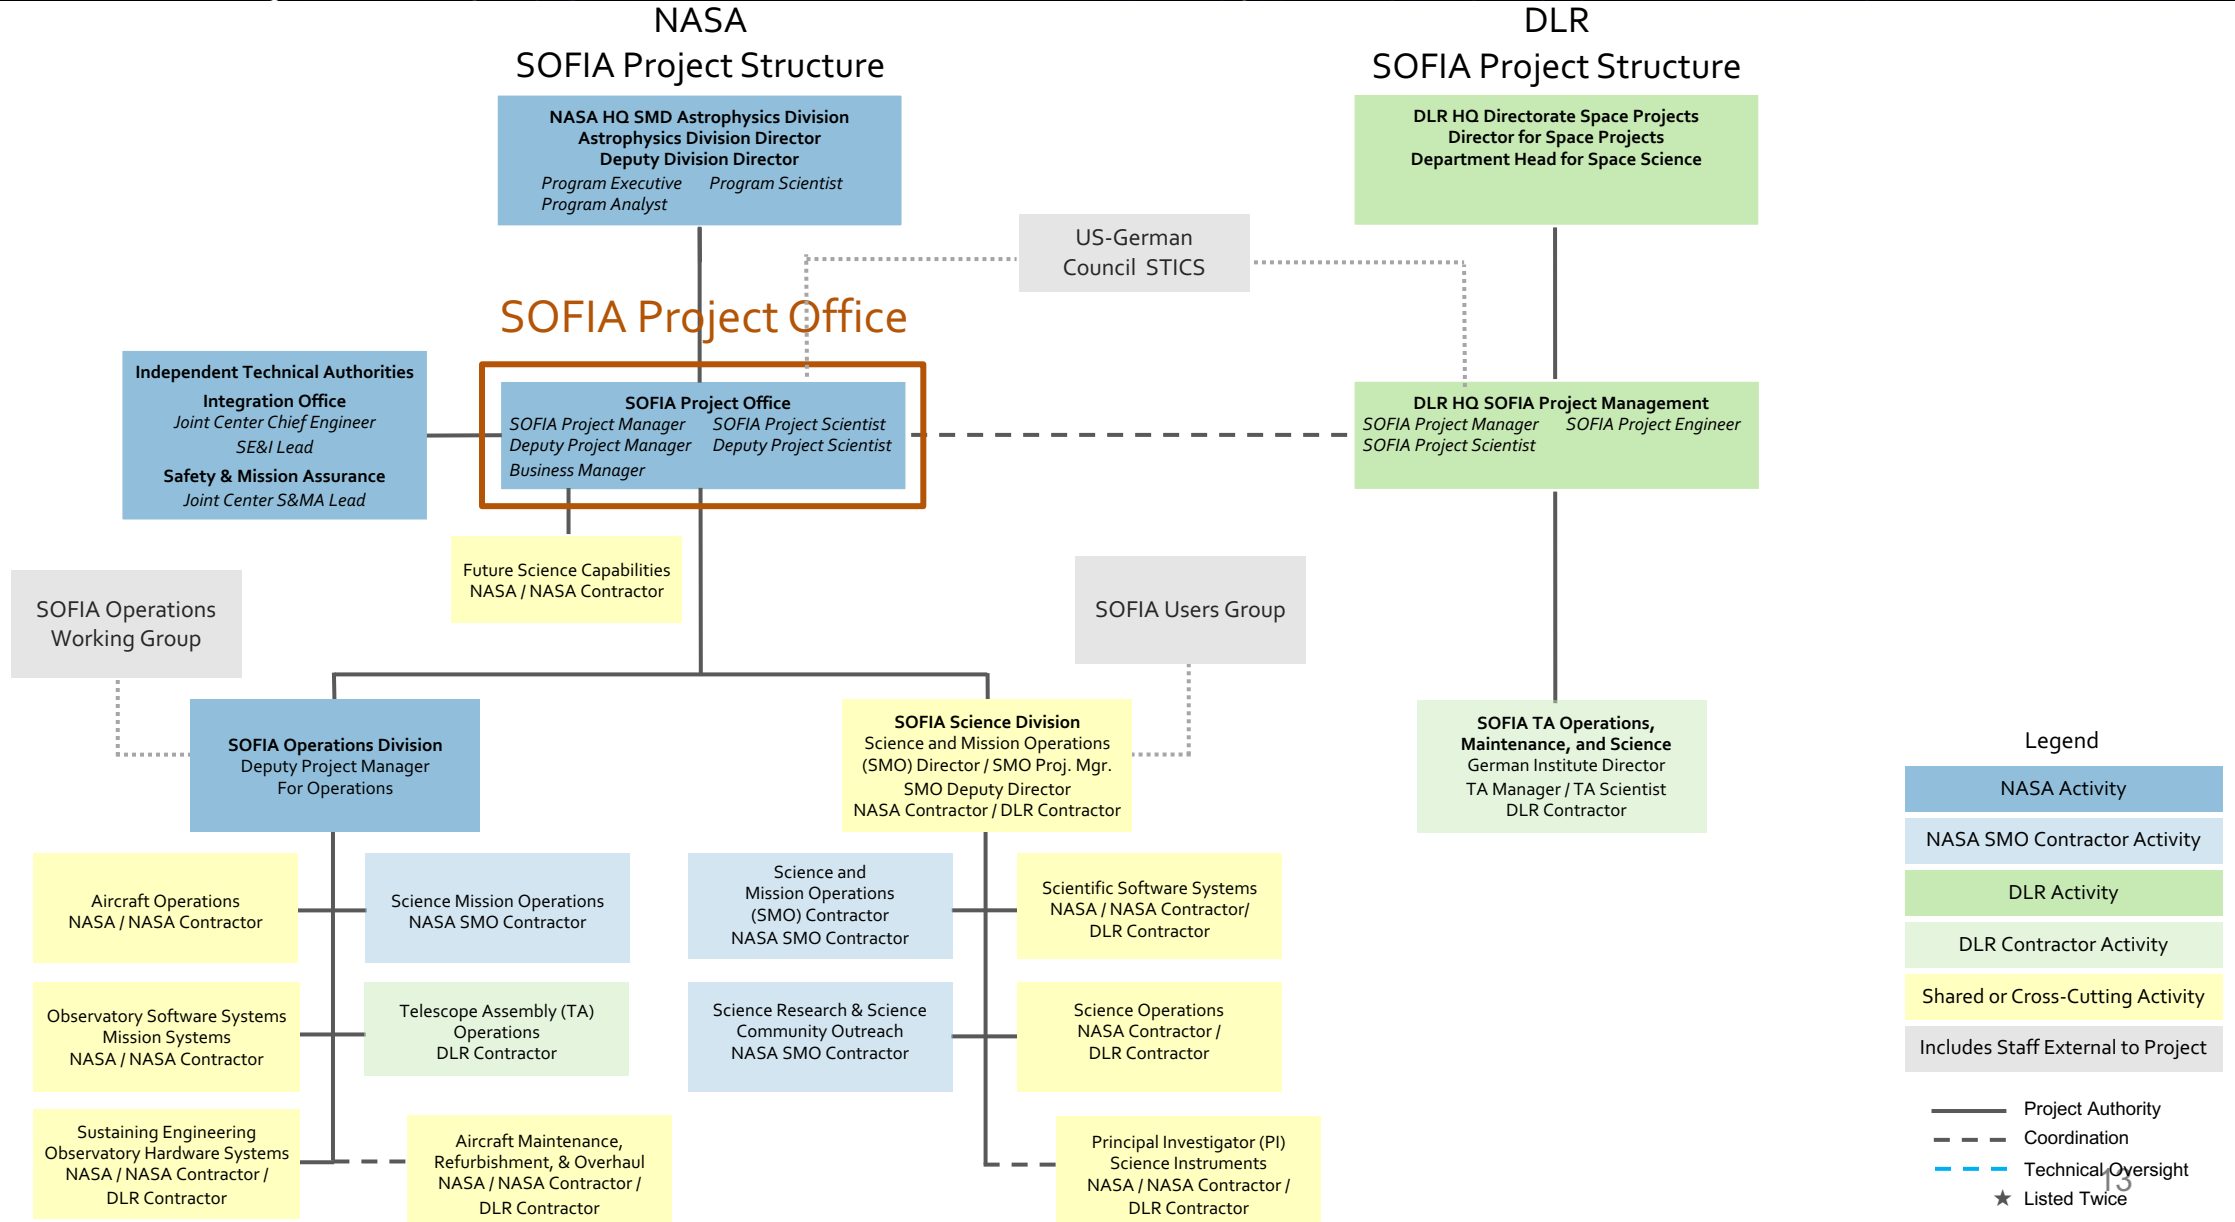 NASA
SOFIA Project Structure
DLR
SOFIA Project Structure
NASA HQ SMD Astrophysics Division
Astrophysics Division Director
Deputy Division Director
Program Executive Program Scientist
Program Analyst
DLR HQ Directorate Space Projects
Director for Space Projects
Department Head for Space Science
US-German
Council STICS
SOFIA Project Office
Independent Technical Authorities
Integration Office
Joint Center Chief Engineer
SE&I Lead
Safety & Mission Assurance
Joint Center S&MA Lead
SOFIA Project Office
SOFIA Project Manager SOFIA Project Scientist
Deputy Project Manager Deputy Project Scientist
Business Manager
DLR HQ SOFIA Project Management
SOFIA Project Manager SOFIA Project Engineer
SOFIA Project Scientist
Future Science Capabilities
NASA / NASA Contractor
SOFIA Operations
Working Group
SOFIA Users Group
SOFIA Operations Division
Deputy Project Manager
For Operations
SOFIA Science Division
Science and Mission Operations
(SMO) Director / SMO Proj. Mgr.
SMO Deputy Director
NASA Contractor / DLR Contractor
SOFIA TA Operations,
Maintenance, and Science
German Institute Director
TA Manager / TA Scientist
DLR Contractor
Aircraft Operations
NASA / NASA Contractor
Science Mission Operations
NASA SMO Contractor
Science and
Mission Operations
(SMO) Contractor
NASA SMO Contractor
Scientific Software Systems
NASA / NASA Contractor/
DLR Contractor
Observatory Software Systems
Mission Systems
NASA / NASA Contractor
Telescope Assembly (TA)
Operations
DLR Contractor
Science Research & Science
Community Outreach
NASA SMO Contractor
Science Operations
NASA Contractor /
DLR Contractor
Sustaining Engineering
Observatory Hardware Systems
NASA / NASA Contractor /
DLR Contractor
Aircraft Maintenance,
Refurbishment, & Overhaul
NASA / NASA Contractor /
DLR Contractor
Principal Investigator (PI)
Science Instruments
NASA / NASA Contractor /
DLR Contractor
Legend
NASA Activity
NASA SMO Contractor Activity
DLR Activity
DLR Contractor Activity
Shared or Cross-Cutting Activity
Includes Staff External to Project
Project Authority
Coordination
Technical Oversight
13
★ Listed Twice